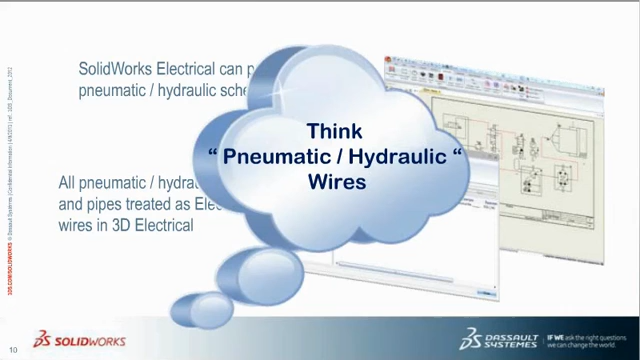 SolidWorks Electrical can p
pneumatic / hydraulic sche
Think
“ Pneumatic / Hydraulic “
Wires
All pneumatic / hydrau
and pipes treated as Elec
wires in 3D Electrical
10
SOLIDWORKS
DASSAULT
SYSTEMES
IF WE ask the right questions
we can change the world.